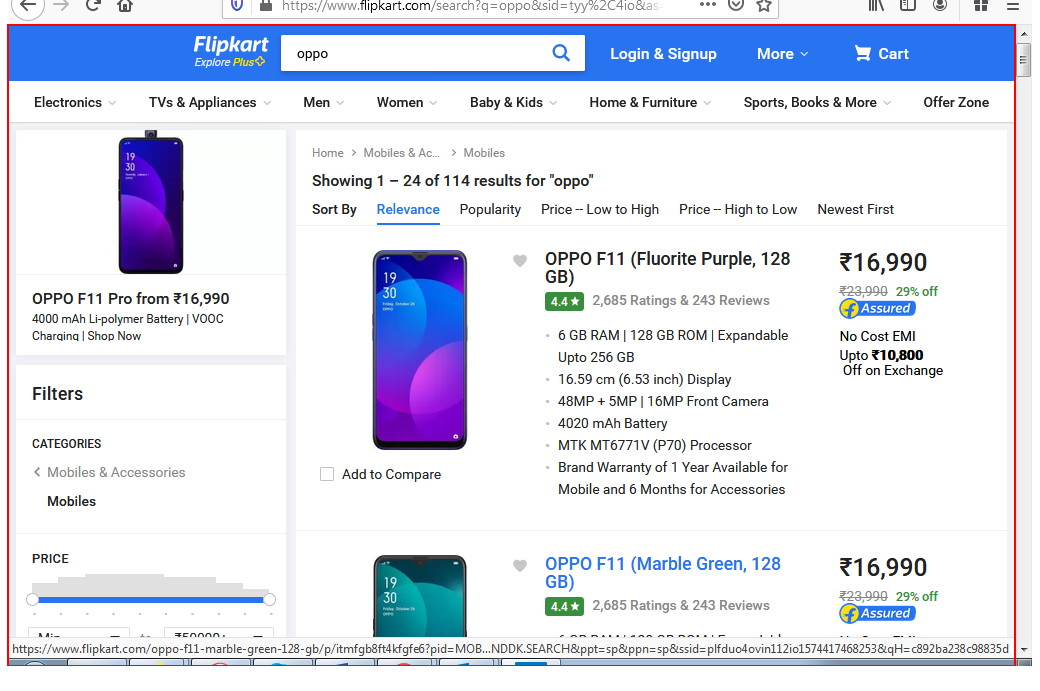 https://www.flipkart.com/search?q=oppo&sid=tyy%2C4io&as
Flipkart
Explore Plus
oppo
Login & Signup
More
Cart
Electronics
TVs & Appliances
Men
Women
Baby & Kids
Home & Furniture
Sports, Books & More
Offer Zone
19
30
OPPO F11 Pro from ₹16,990
4000 mAh Li-polymer Battery | VOOC
Charging | Shop Now
Filters
CATEGORIES
Mobiles & Accessories
Mobiles
PRICE
Min
to
₹50000+
Home > Mobiles & Ac... > Mobiles
Showing 1 – 24 of 114 results for "oppo"
Sort By
Relevance
Popularity
Price -- Low to High
Price -- High to Low
Newest First
19
30
Add to Compare
OPPO F11 (Fluorite Purple, 128
GB)
4.4 ★ 2,685 Ratings & 243 Reviews
6 GB RAM | 128 GB ROM | Expandable
Upto 256 GB
16.59 cm (6.53 inch) Display
48MP + 5MP | 16MP Front Camera
4020 mAh Battery
MTK MT6771V (P70) Processor
Brand Warranty of 1 Year Available for
Mobile and 6 Months for Accessories
₹16,990
₹23,990 29% off
Assured
No Cost EMI
Upto ₹10,800
Off on Exchange
19
30
OPPO F11 (Marble Green, 128
GB)
4.4 ★ 2,685 Ratings & 243 Reviews
₹16,990
₹23,990 29% off
Assured
https://www.flipkart.com/oppo-f11-marble-green-128-gb/p/itmfgb8ft4kfgfe6?pid=MOB...NDDK.SEARCH&ppt=sp&ppn=sp&ssid=plfduo4ovin112io1574417468253&qH=c892ba238c98835d